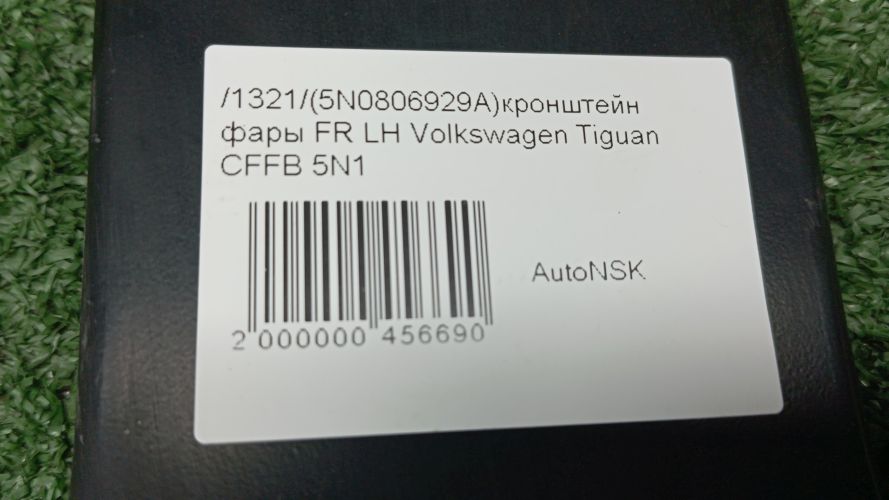 /1321/(5N0806929A)кронштейн
фары FR LH Volkswagen Tiguan
CFFB 5N1
AutoNSK
2 000000 456690